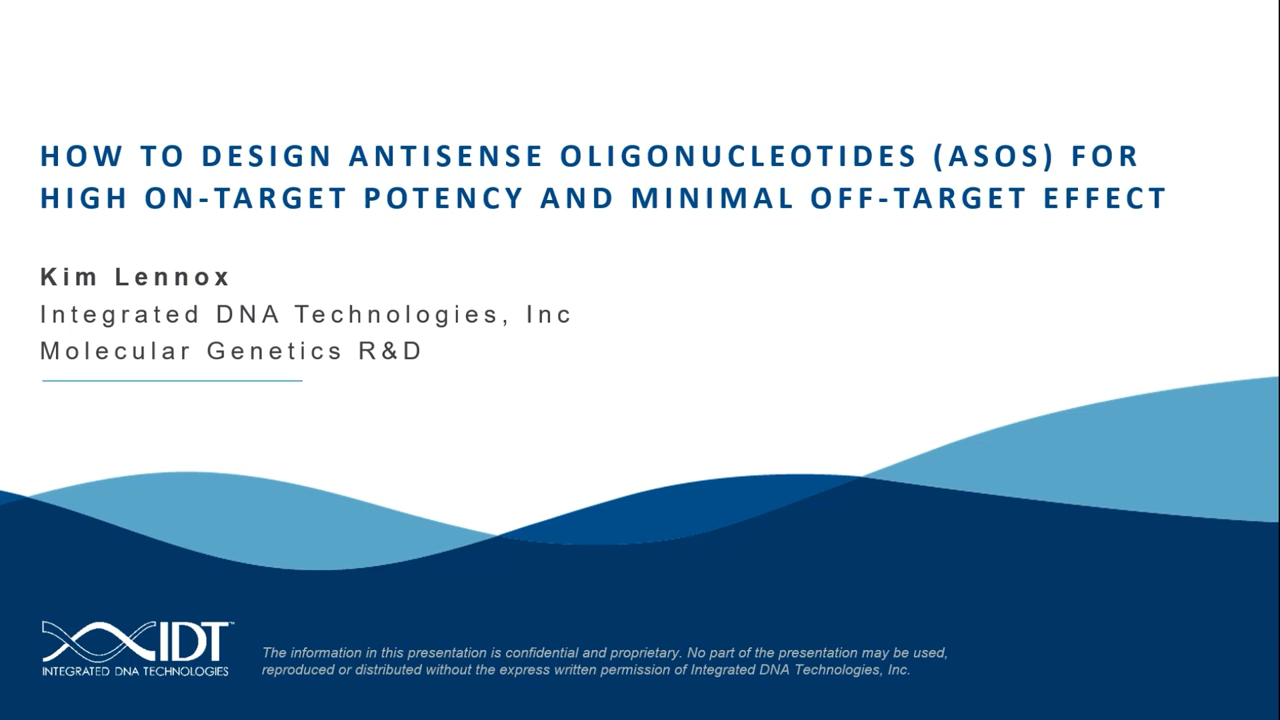 HOW TO DESIGN ANTISENSE OLIGONUCLEOTIDES (ASOS) FOR
HIGH ON-TARGET POTENCY AND MINIMAL OFF-TARGET EFFECT
Kim Lennox
Integrated DNA Technologies, Inc
Molecular Genetics R&D
IDT™
INTEGRATED DNA TECHNOLOGIES
The information in this presentation is confidential and proprietary. No part of the presentation may be used,
reproduced or distributed without the express written permission of Integrated DNA Technologies, Inc.